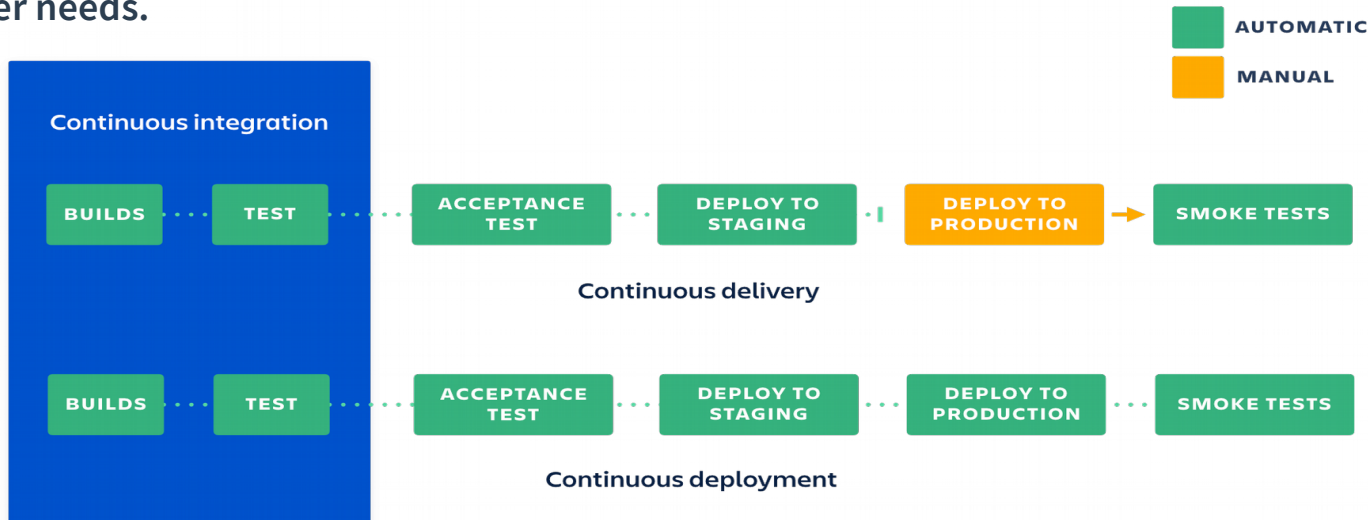 er needs.
AUTOMATIC
MANUAL
Continuous integration
BUILDS
TEST
ACCEPTANCE
TEST
DEPLOY TO
STAGING
DEPLOY TO
PRODUCTION
SMOKE TESTS
Continuous delivery
BUILDS
TEST
ACCEPTANCE
TEST
DEPLOY TO
STAGING
DEPLOY TO
PRODUCTION
SMOKE TESTS
Continuous deployment